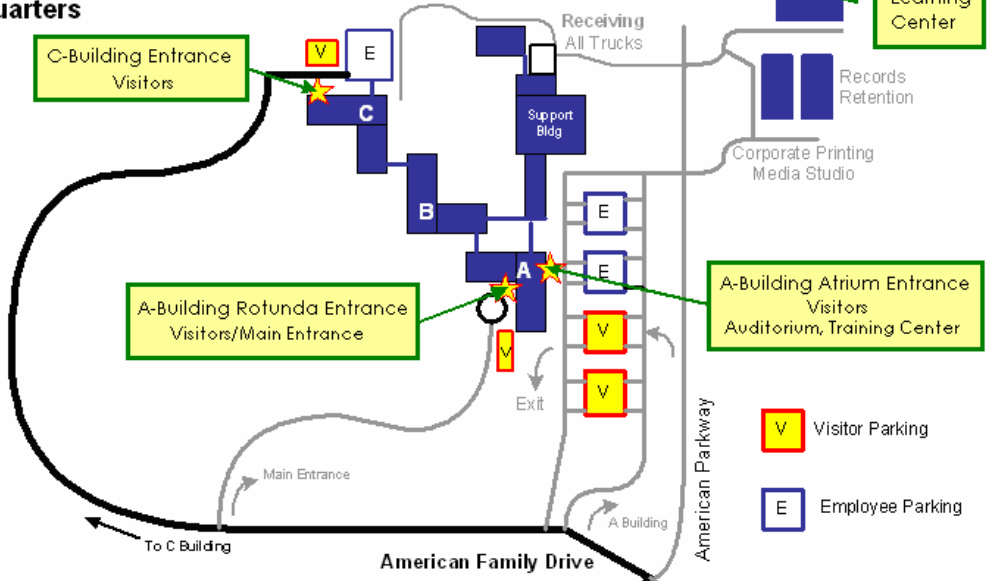 Receiving
All Trucks
Center
C-Building Entrance
Visitors
V
E
C
Support
Bldg
Records
Retention
Corporate Printing
Media Studio
B
E
A
E
A-Building Rotunda Entrance
Visitors/Main Entrance
A-Building Atrium Entrance
Visitors
Auditorium, Training Center
V
V
V
Exit
American Parkway
V
Visitor Parking
Main Entrance
E
Employee Parking
A Building
To C Building
American Family Drive